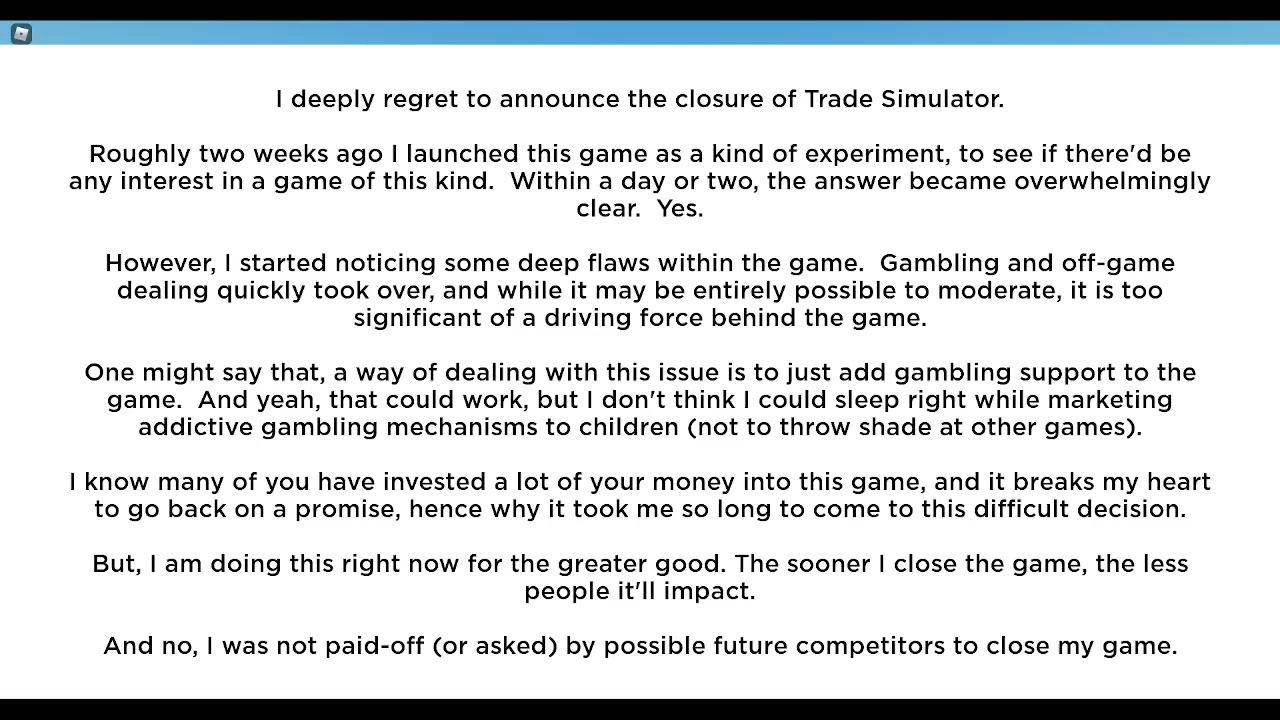 I deeply regret to announce the closure of Trade Simulator.
Roughly two weeks ago I launched this game as a kind of experiment, to see if there'd be
any interest in a game of this kind.  Within a day or two, the answer became overwhelmingly
clear.  Yes.
However, I started noticing some deep flaws within the game.  Gambling and off-game
dealing quickly took over, and while it may be entirely possible to moderate, it is too
significant of a driving force behind the game.
One might say that, a way of dealing with this issue is to just add gambling support to the
game.  And yeah, that could work, but I don't think I could sleep right while marketing
addictive gambling mechanisms to children (not to throw shade at other games).
I know many of you have invested a lot of your money into this game, and it breaks my heart
to go back on a promise, hence why it took me so long to come to this difficult decision.
But, I am doing this right now for the greater good. The sooner I close the game, the less
people it'll impact.
And no, I was not paid-off (or asked) by possible future competitors to close my game.